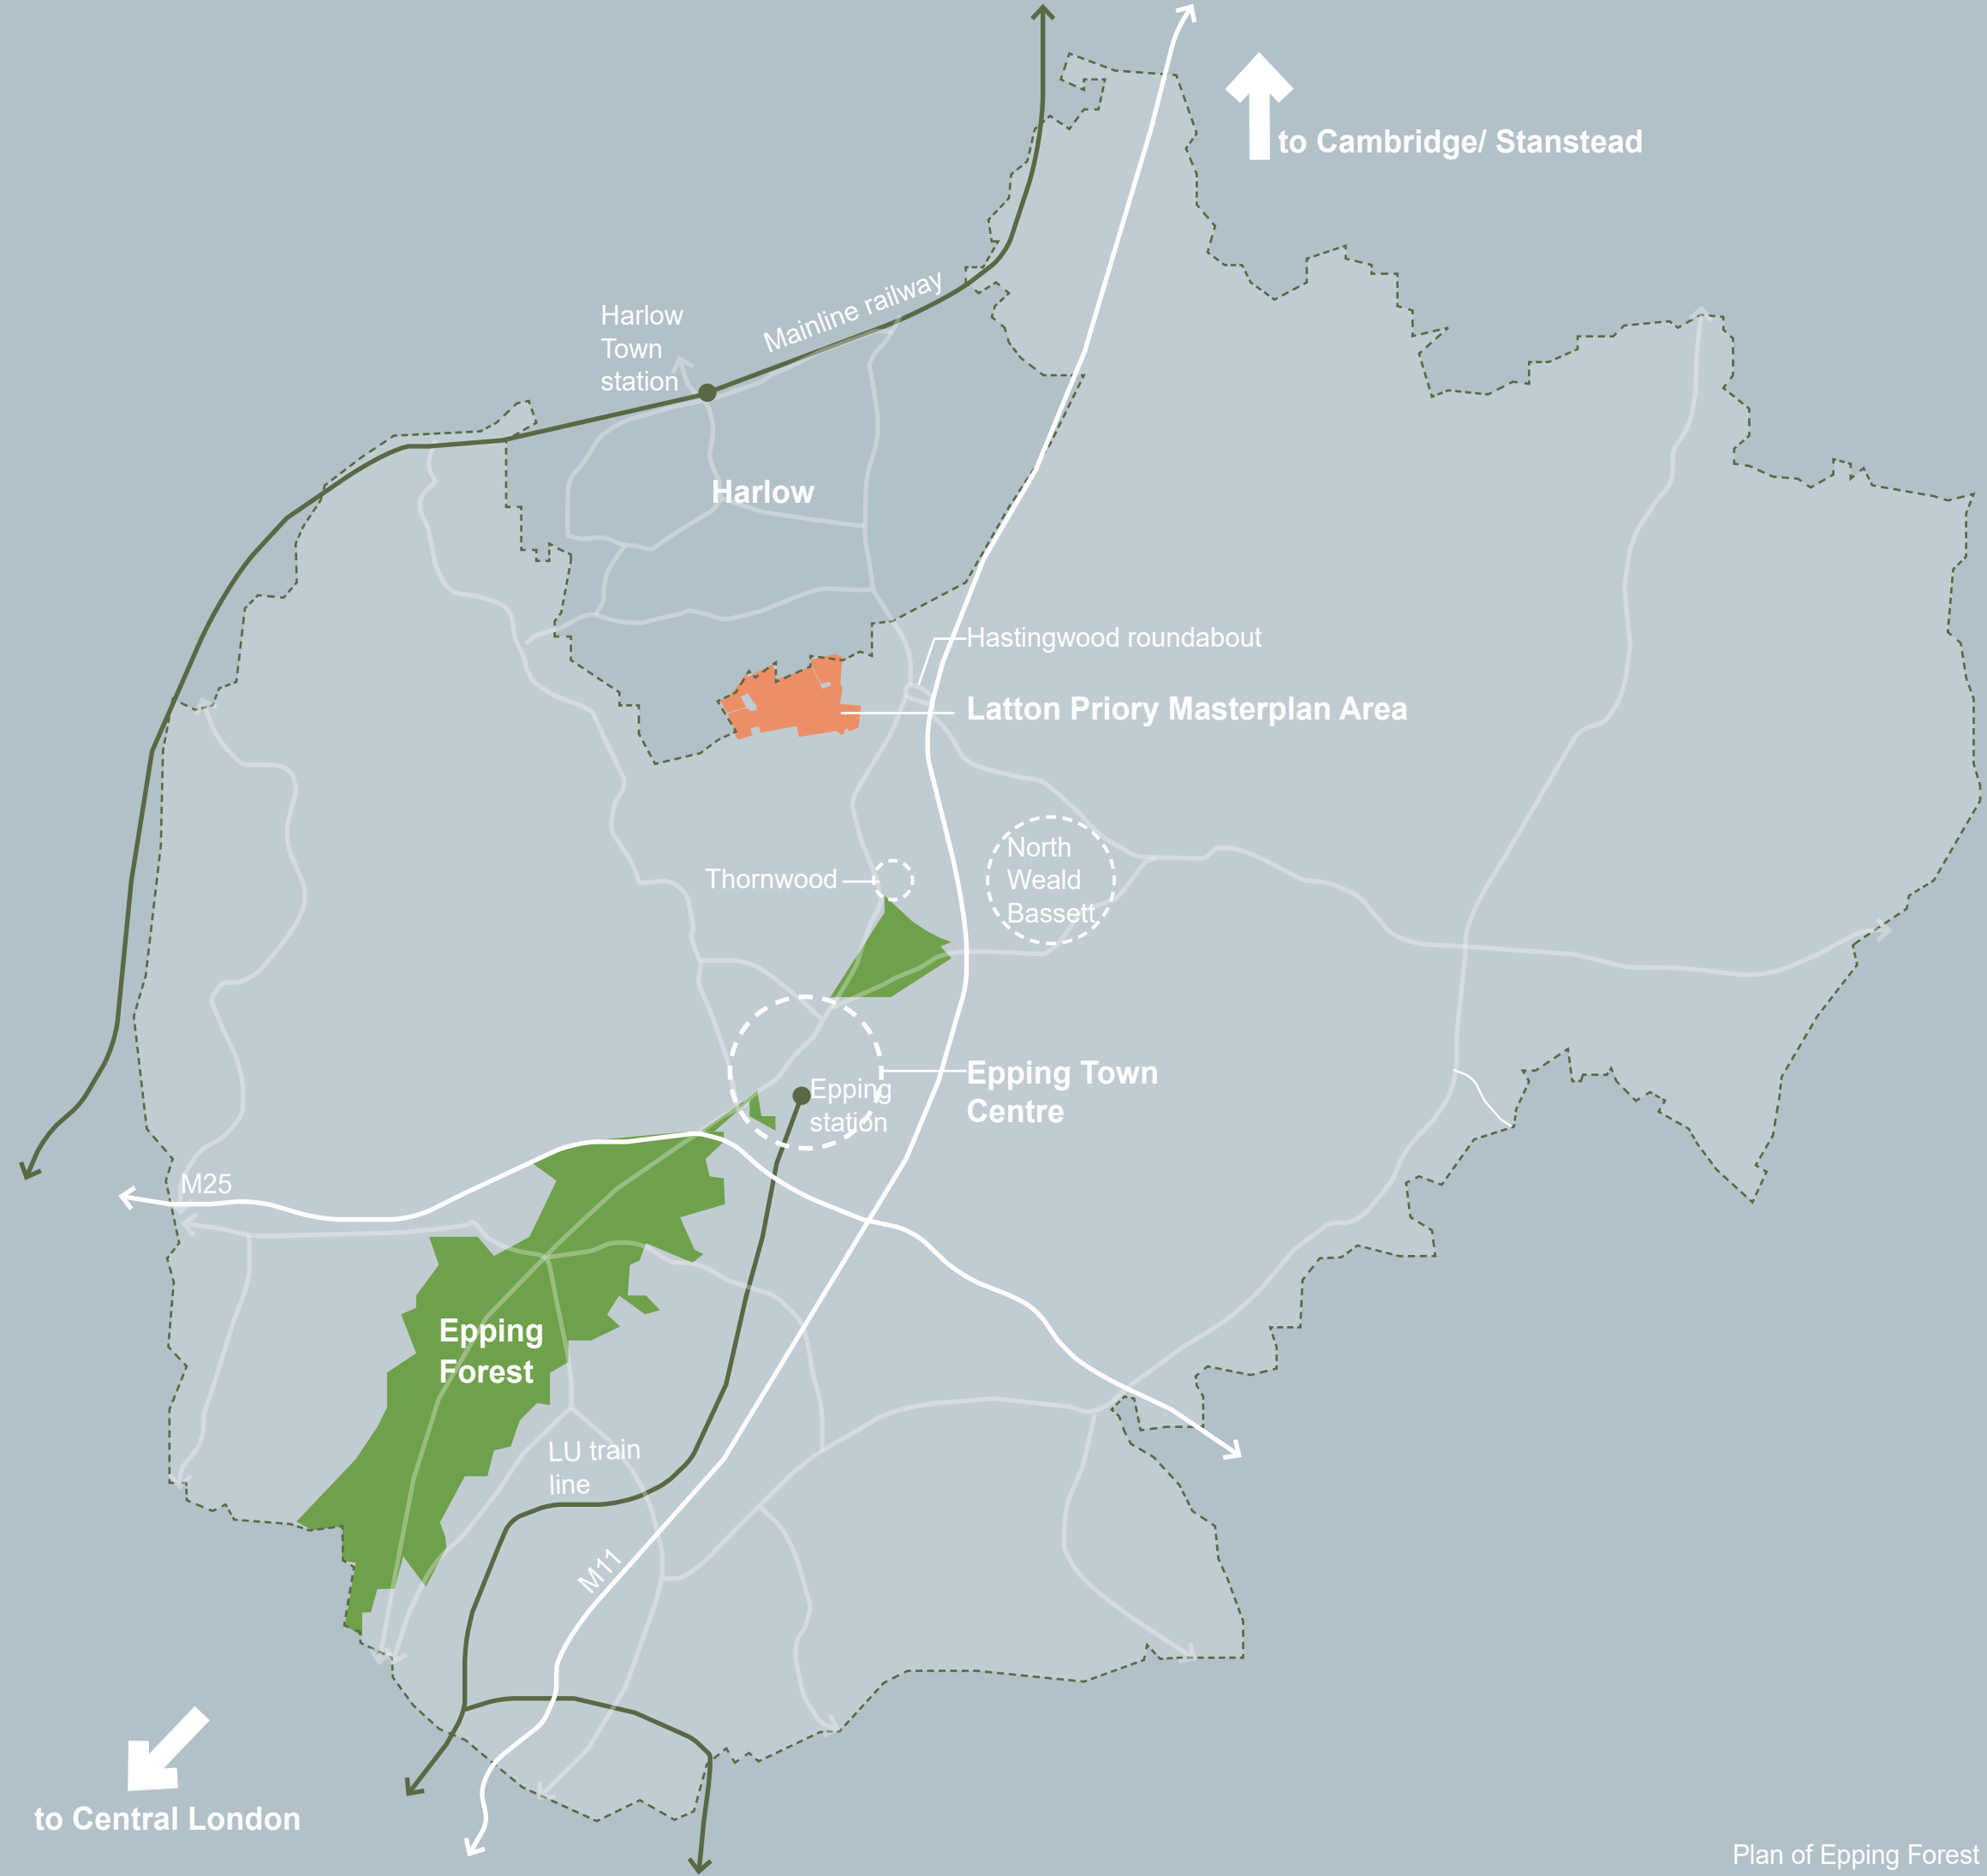 to Cambridge/ Stanstead
Harlow
Town
station
Mainline railway
Harlow
Hastingwood roundabout
Latton Priory Masterplan Area
North
Weald
Bassett
Thornwood
Epping Town
Centre
Epping
station
M25
Epping
Forest
LU train
line
M11
to Central London
Plan of Epping Forest